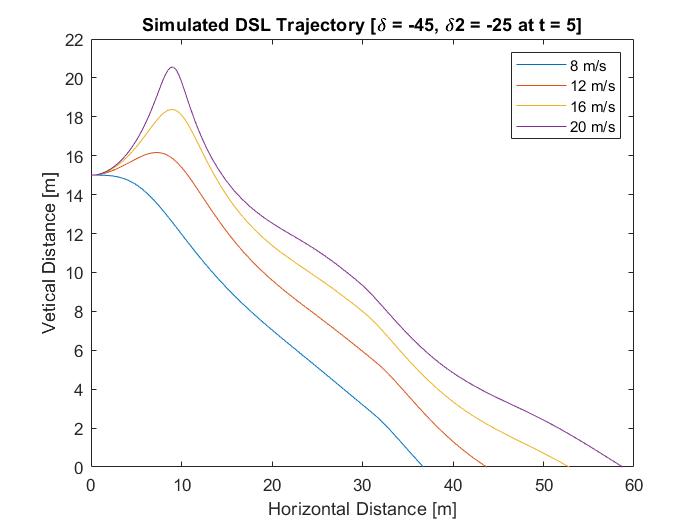 Simulated DSL Trajectory [δ = -45, δ2 = -25 at t = 5]
22
20
18
16
14
12
10
8
6
4
2
0
Vetical Distance [m]
8 m/s
12 m/s
16 m/s
20 m/s
0 10 20 30 40 50 60
Horizontal Distance [m]